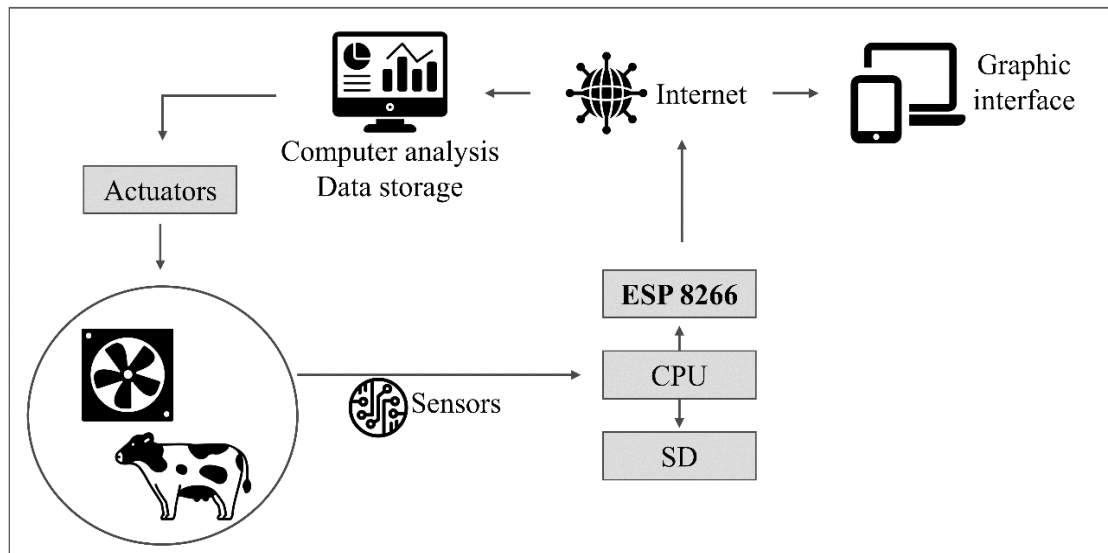 Internet
Graphic
interface
Computer analysis
Data storage
Actuators
ESP 8266
CPU
Sensors
SD